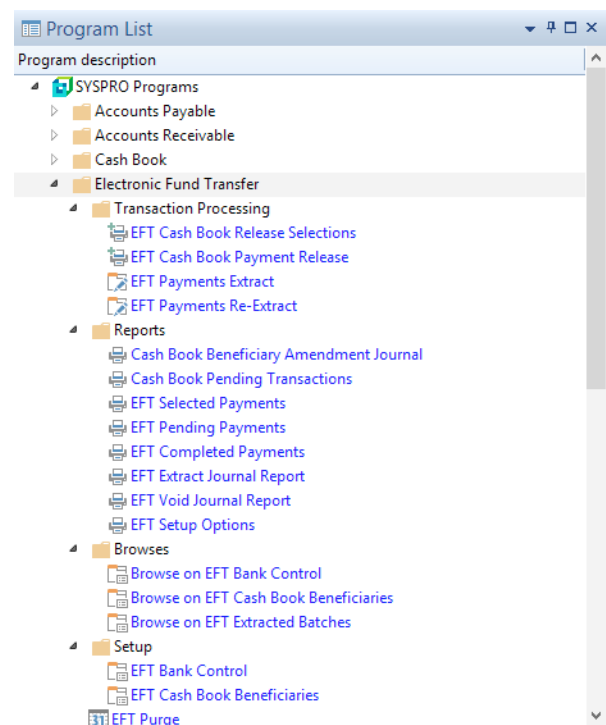 Program List
Program description
SYSPRO Programs
Accounts Payable
Accounts Receivable
Cash Book
Electronic Fund Transfer
Transaction Processing
EFT Cash Book Release Selections
EFT Cash Book Payment Release
EFT Payments Extract
EFT Payments Re-Extract
Reports
Cash Book Beneficiary Amendment Journal
Cash Book Pending Transactions
EFT Selected Payments
EFT Pending Payments
EFT Completed Payments
EFT Extract Journal Report
EFT Void Journal Report
EFT Setup Options
Browses
Browse on EFT Bank Control
Browse on EFT Cash Book Beneficiaries
Browse on EFT Extracted Batches
Setup
EFT Bank Control
EFT Cash Book Beneficiaries
31 EFT Purge